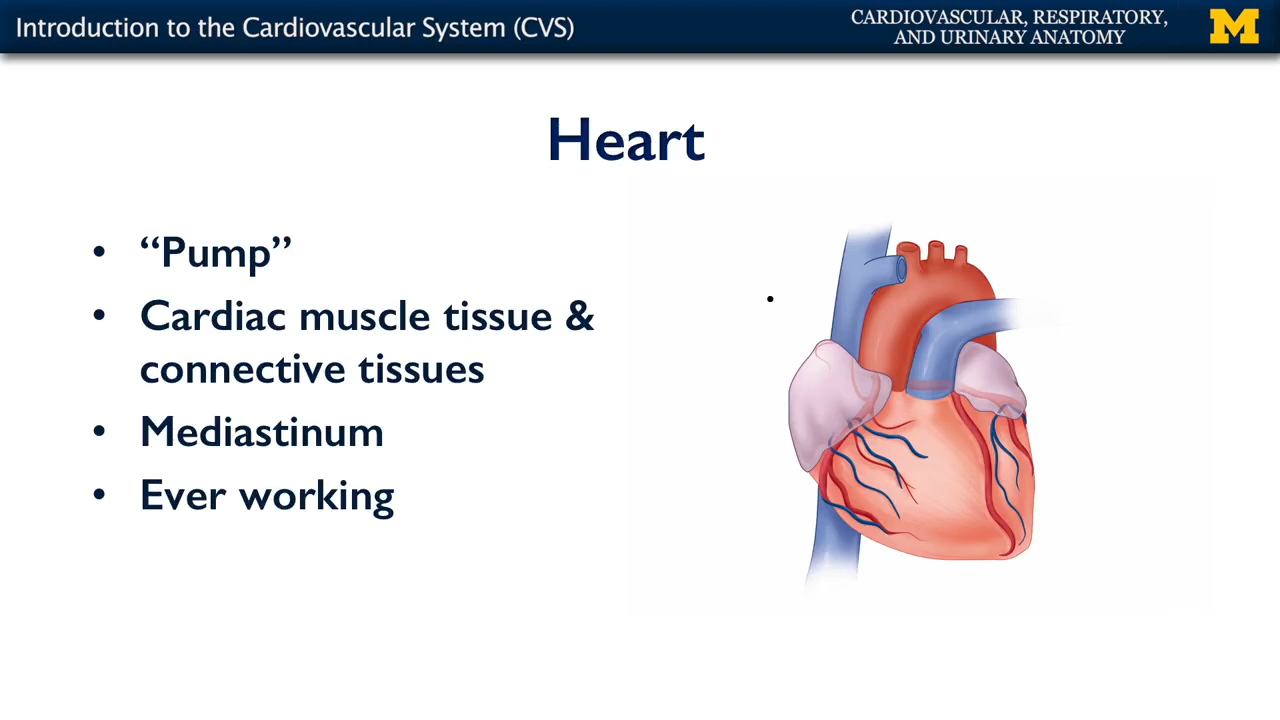 Introduction to the Cardiovascular System (CVS)
CARDIOVASCULAR, RESPIRATORY,
AND URINARY ANATOMY
M
Heart
• “Pump”
• Cardiac muscle tissue &
connective tissues
• Mediastinum
• Ever working